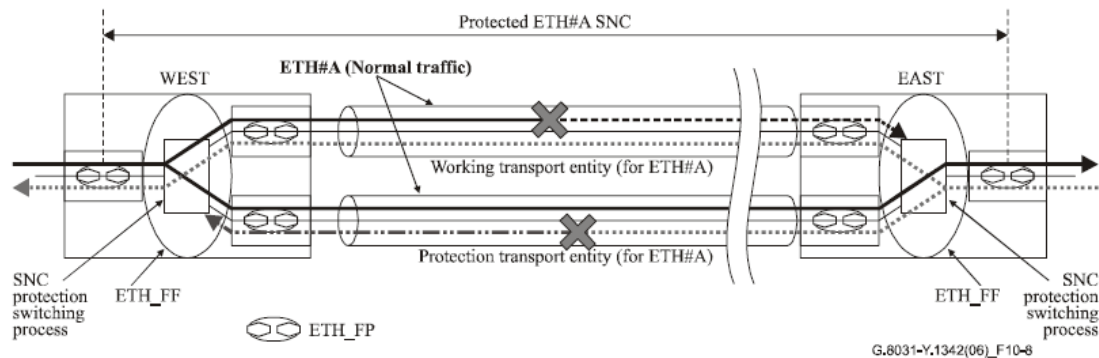 Protected ETH#A SNC
ETH#A (Normal traffic)
WEST
EAST
Working transport entity (for ETH#A)
Protection transport entity (for ETH#A)
SNC
protection
switching
process
ETH_FF
ETH_FP
ETH_FF
SNC
protection
switching
process
G.8031-Y.1342(06)_F10-8